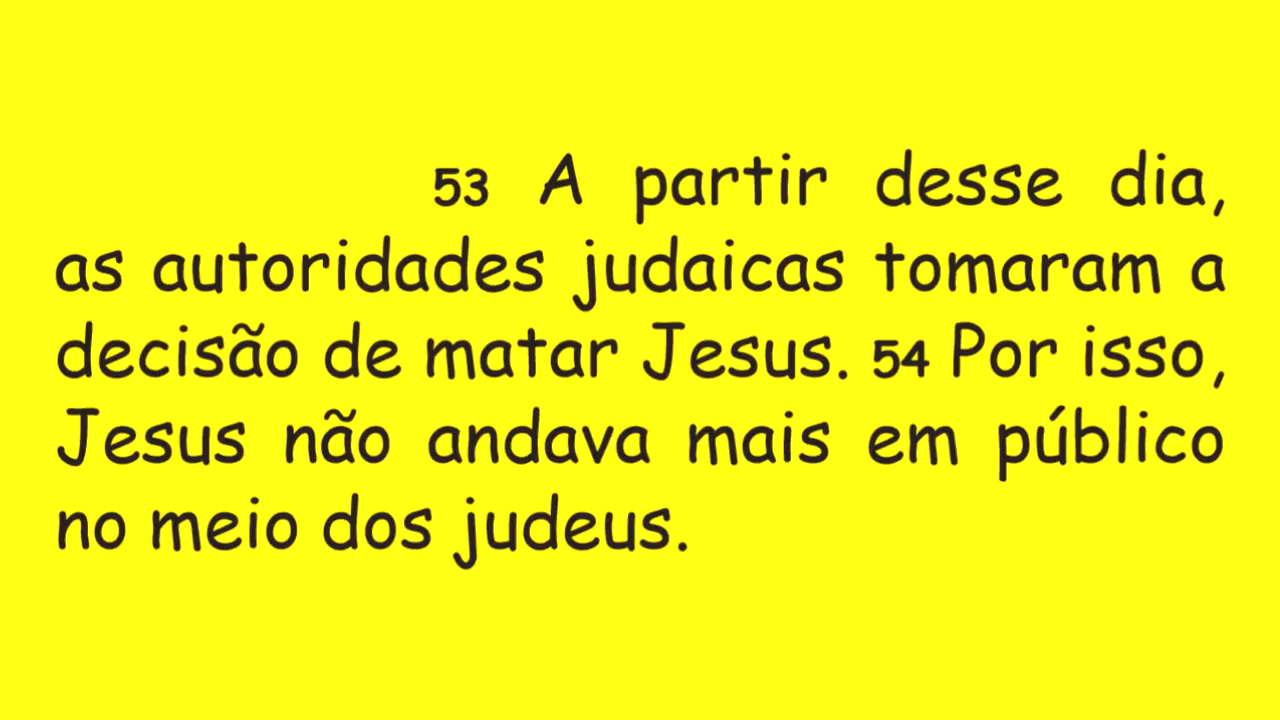 53 A partir desse dia,
as autoridades judaicas tomaram a
decisão de matar Jesus. 54 Por isso,
Jesus não andava mais em público
no meio dos judeus.